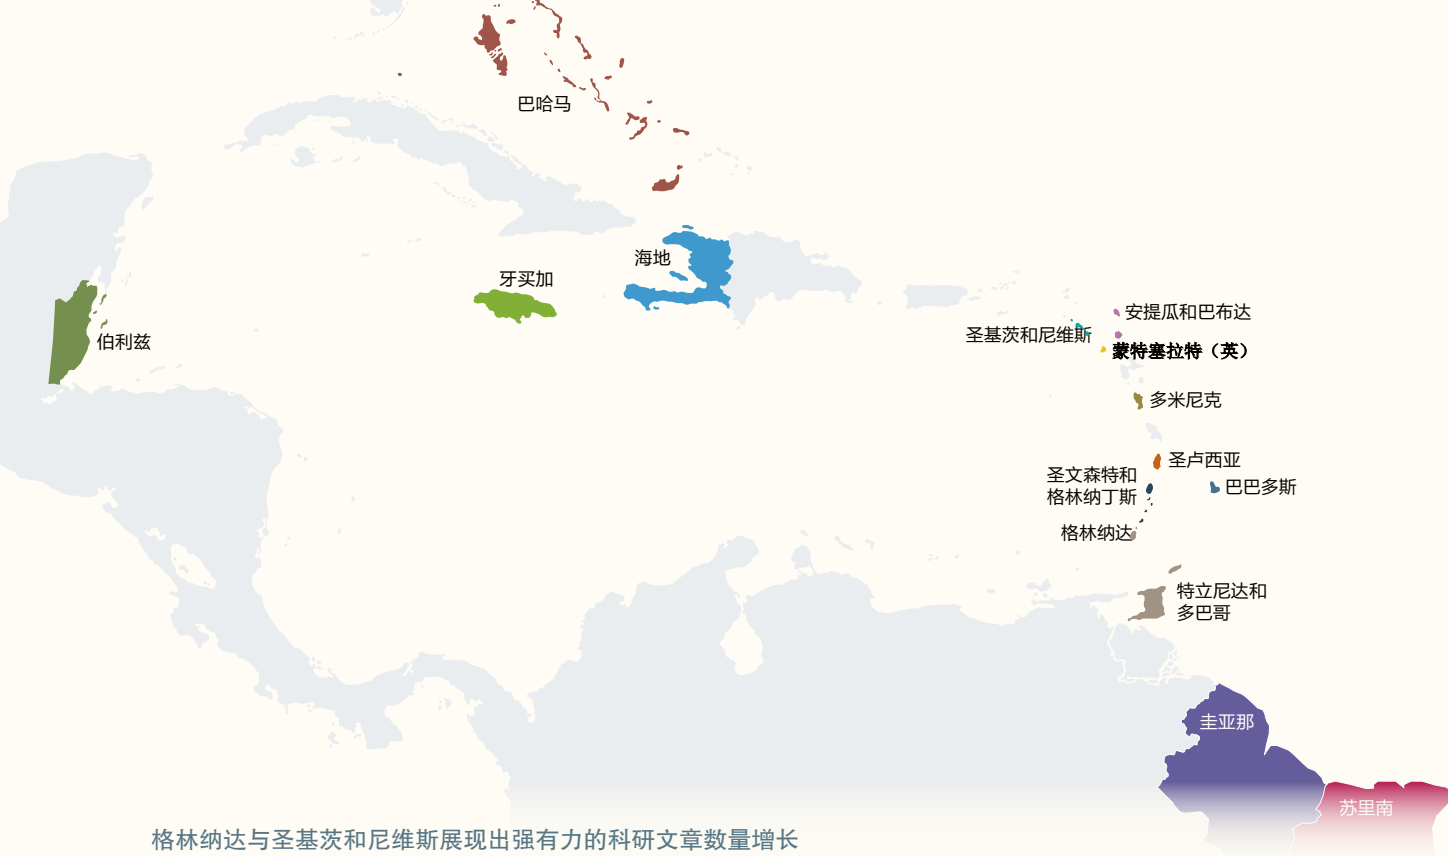 巴哈马
海地
牙买加
伯利兹
安提瓜和巴布达
圣基茨和尼维斯
蒙特塞拉特（英）
多米尼克
圣卢西亚
圣文森特和
格林纳丁斯
巴巴多斯
格林纳达
特立尼达和
多巴哥
圭亚那
苏里南
格林纳达与圣基茨和尼维斯展现出强有力的科研文章数量增长